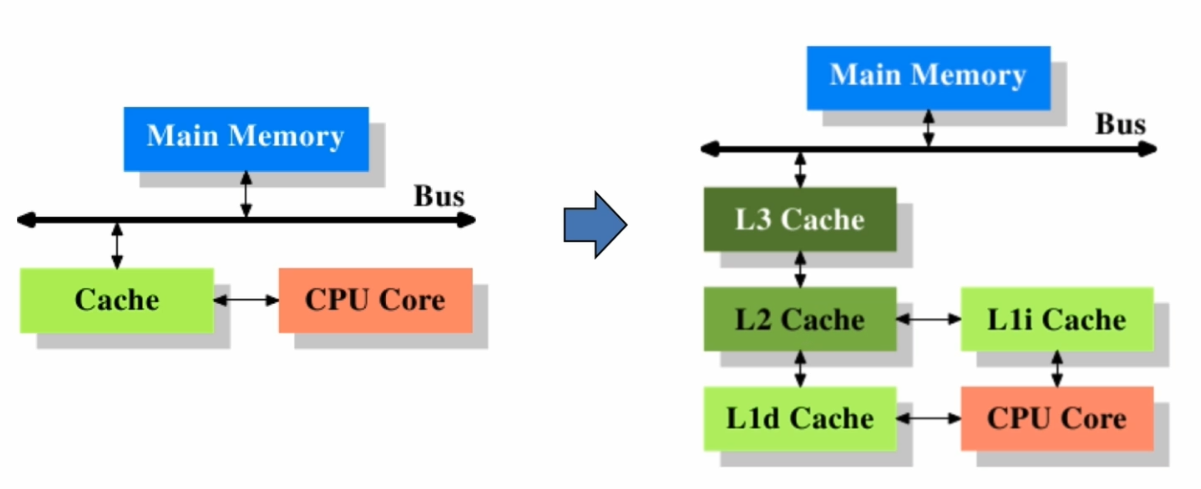 Main Memory
Bus
Cache
CPU Core
Main Memory
Bus
L3 Cache
L2 Cache
L1i Cache
L1d Cache
CPU Core